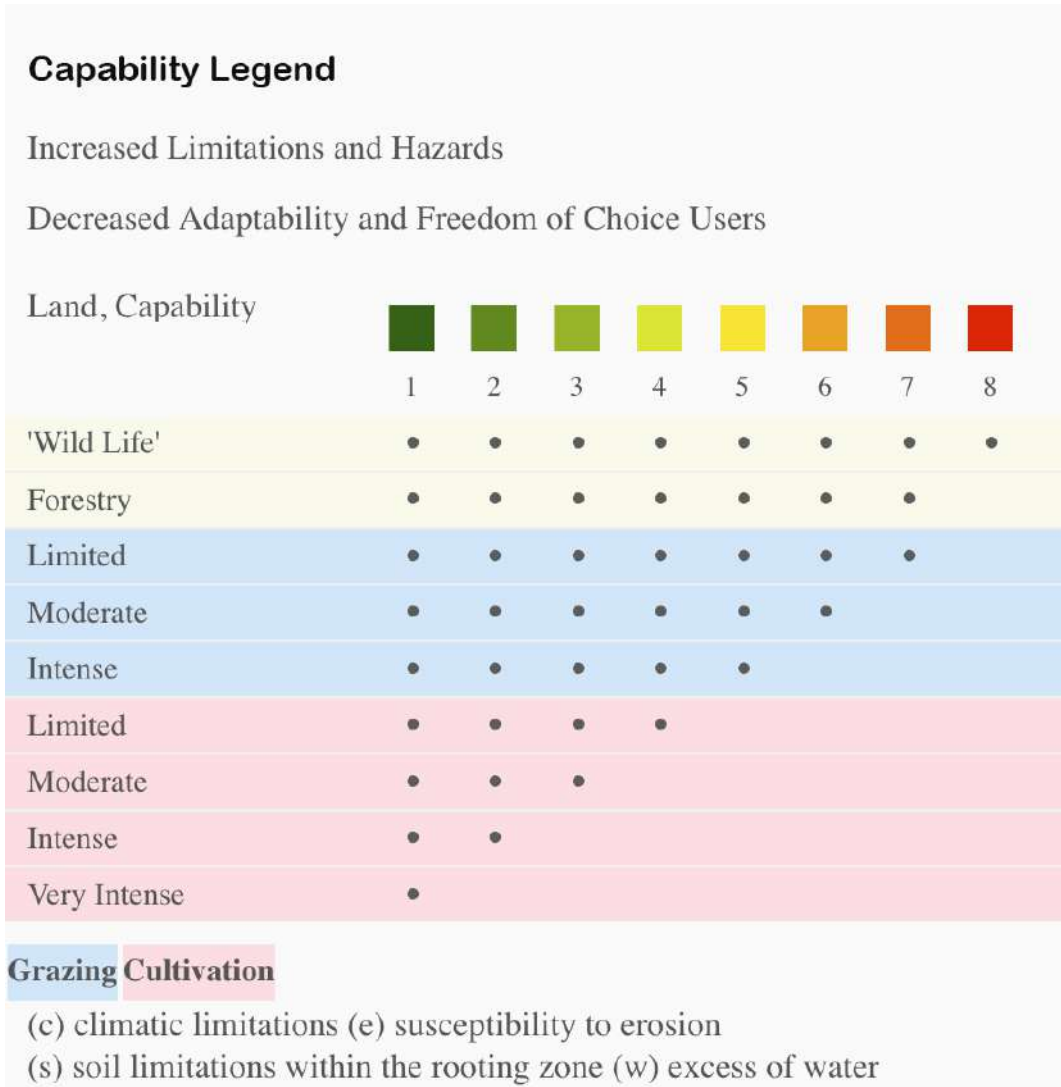 Capability Legend
Increased Limitations and Hazards
Decreased Adaptability and Freedom of Choice Users
Land, Capability
1 2 3 4 5 6 7 8
'Wild Life'
Forestry
Limited
Moderate
Intense
Limited
Moderate
Intense
Very Intense
Grazing Cultivation
(c) climatic limitations (e) susceptibility to erosion
(s) soil limitations within the rooting zone (w) excess of water